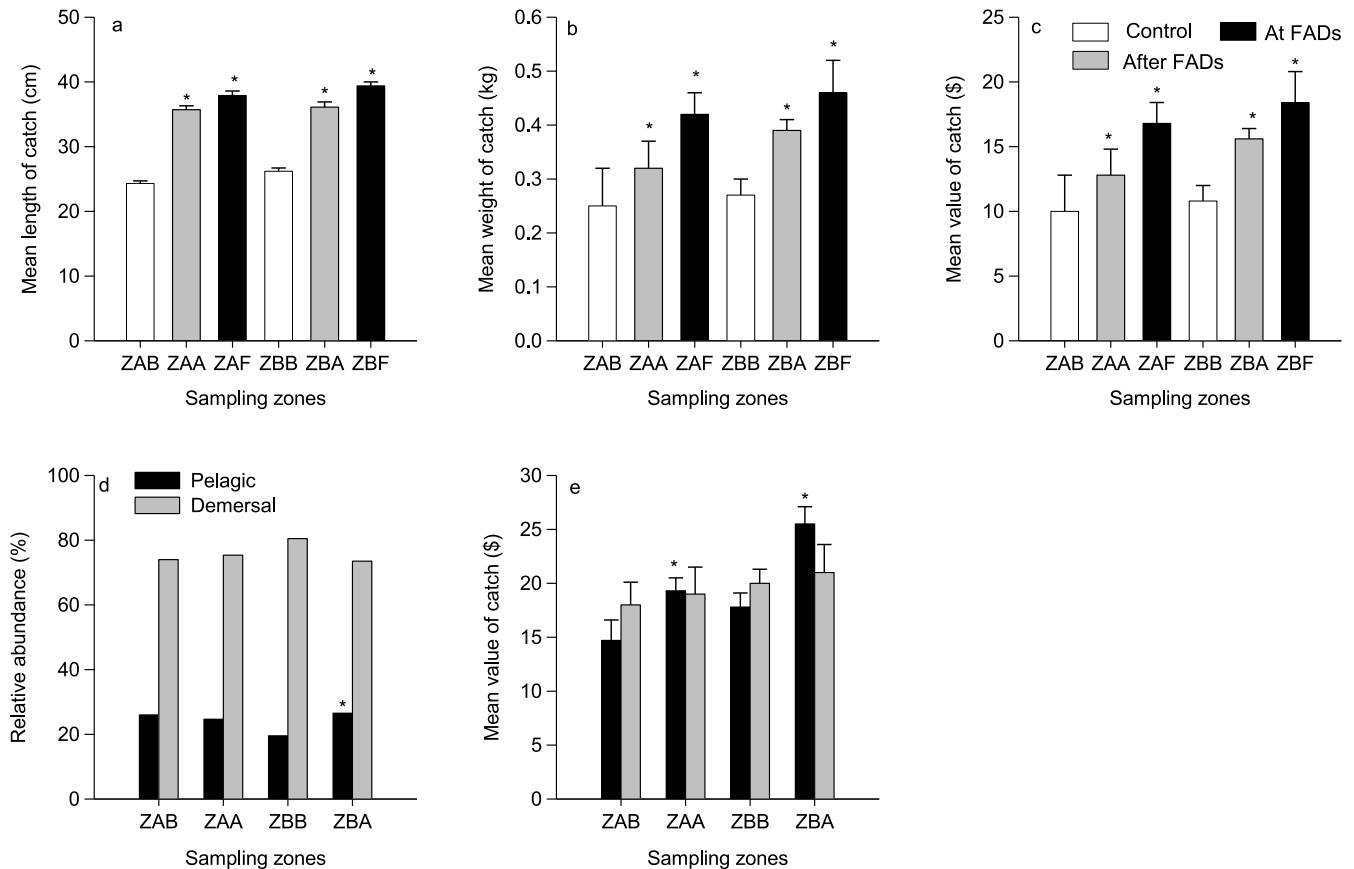 a
Mean length of catch (cm)
50
40
30
20
10
0
* * * *
ZAB ZAA ZAF ZBB ZBA ZBF
Sampling zones
b
Mean weight of catch (kg)
0.6
0.5
0.4
0.3
0.2
0.1
0.0
* * * *
ZAB ZAA ZAF ZBB ZBA ZBF
Sampling zones
c
Control
At FADs
After FADs
Mean value of catch ($)
25
20
15
10
5
0
* * * *
ZAB ZAA ZAF ZBB ZBA ZBF
Sampling zones
d
Pelagic
Demersal
Relative abundance (%)
100
80
60
40
20
0
*
ZAB ZAA ZBB ZBA
Sampling zones
e
Mean value of catch ($)
30
25
20
15
10
5
0
* *
ZAB ZAA ZBB ZBA
Sampling zones